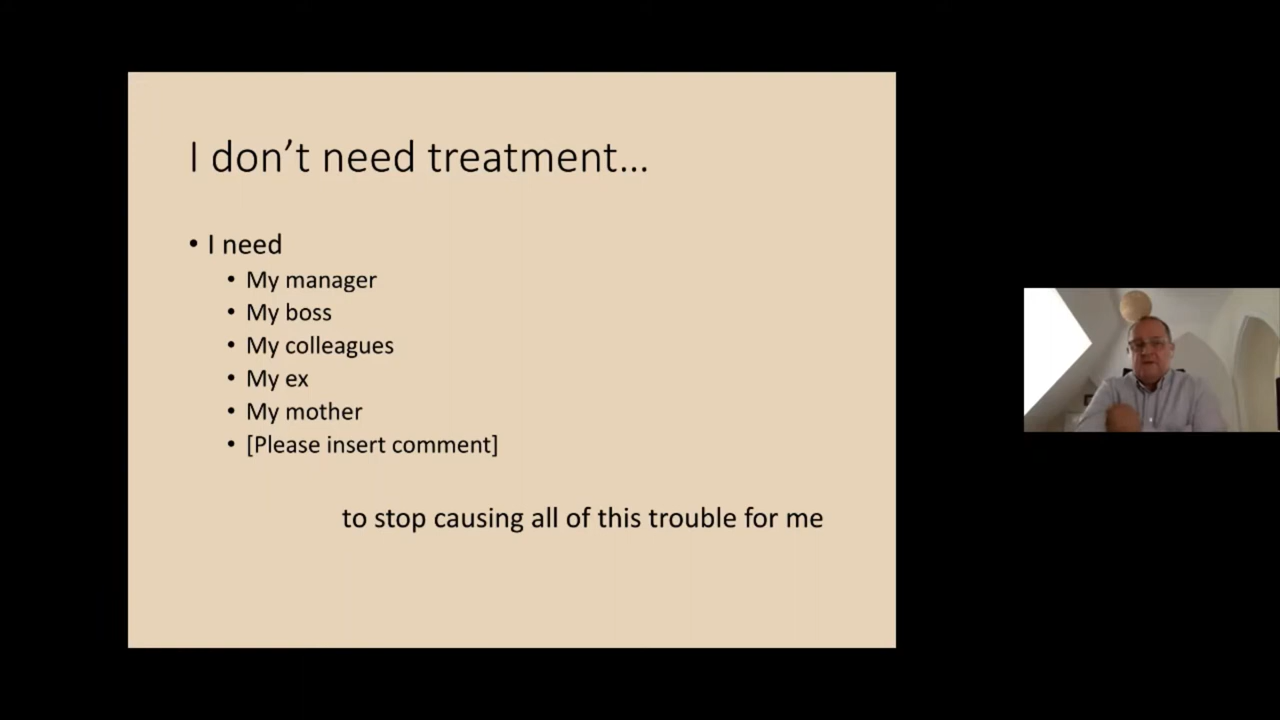 I don’t need treatment…
• I need
• My manager
• My boss
• My colleagues
• My ex
• My mother
• [Please insert comment]
to stop causing all of this trouble for me